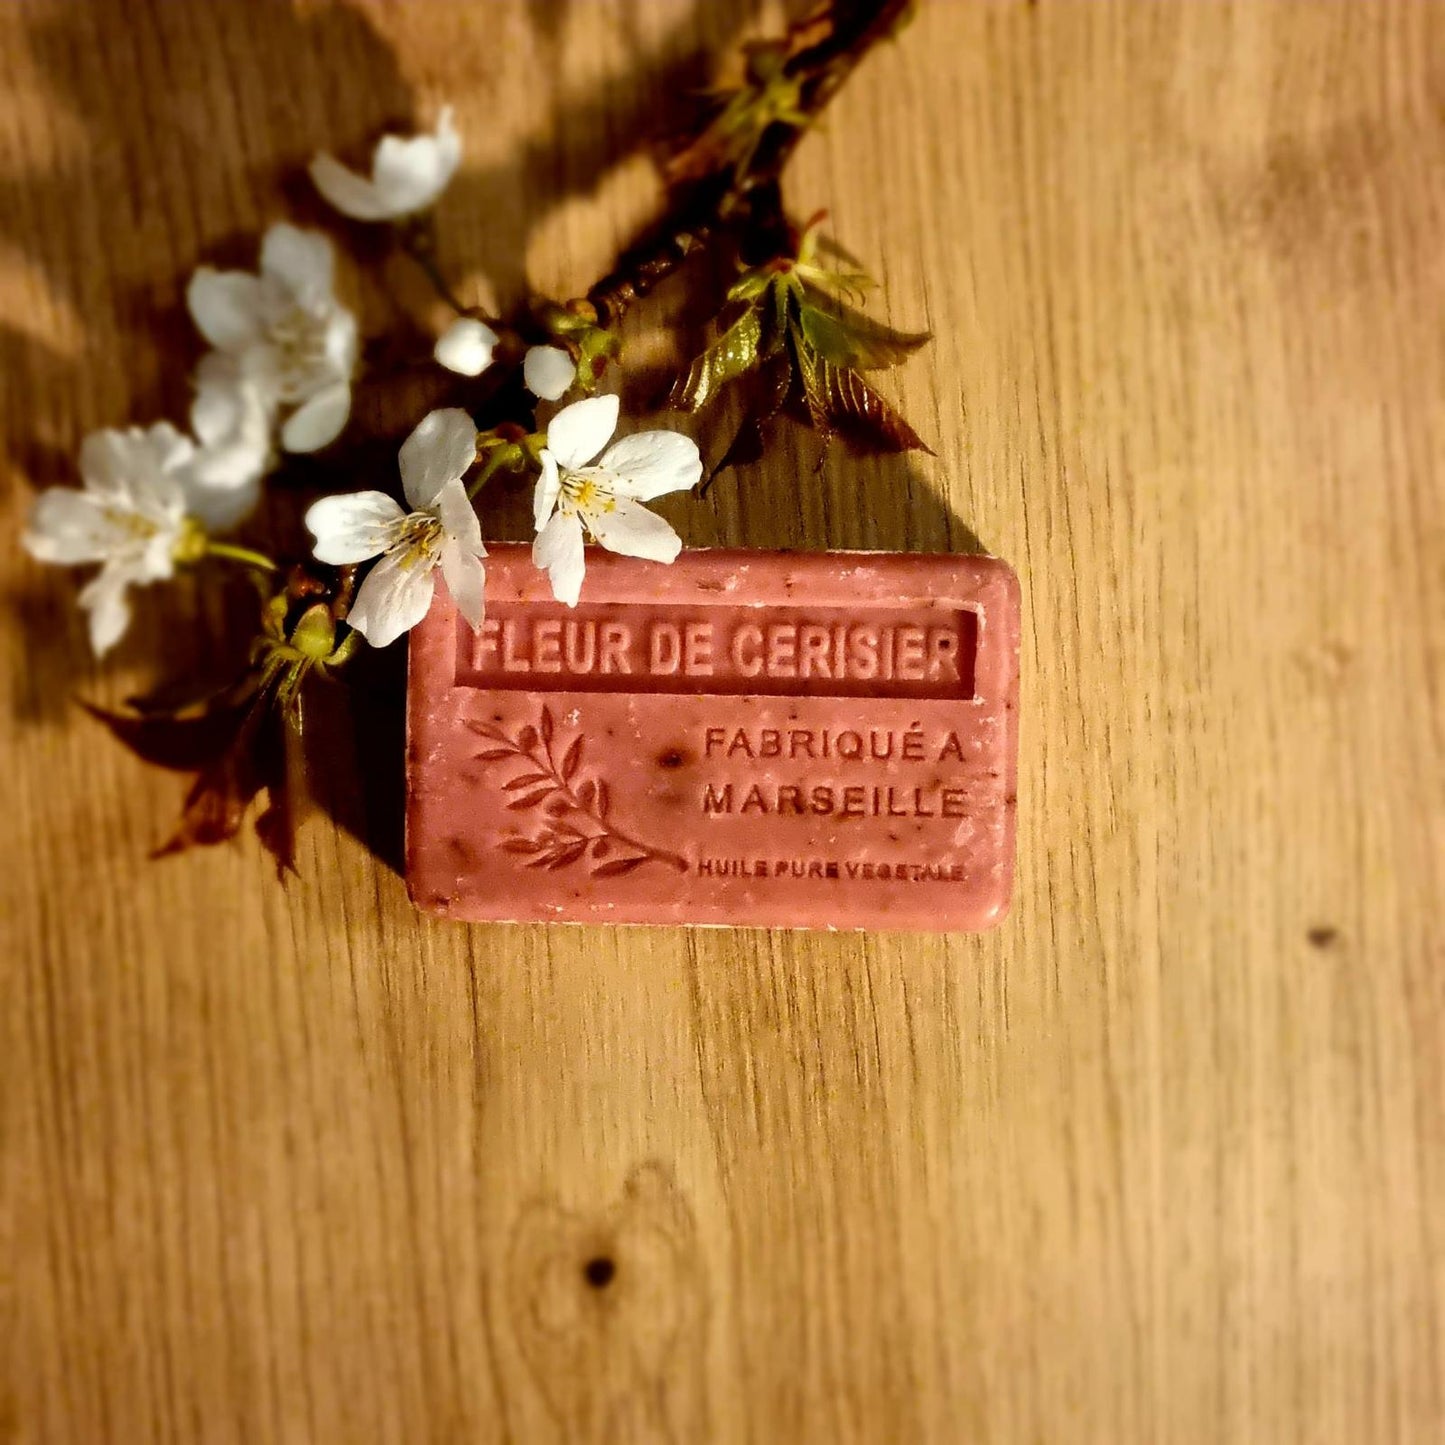 FLEUR DE CERISIER
FABRIQUÉ A
MARSEILLE
HUILE PURE VEGETALE